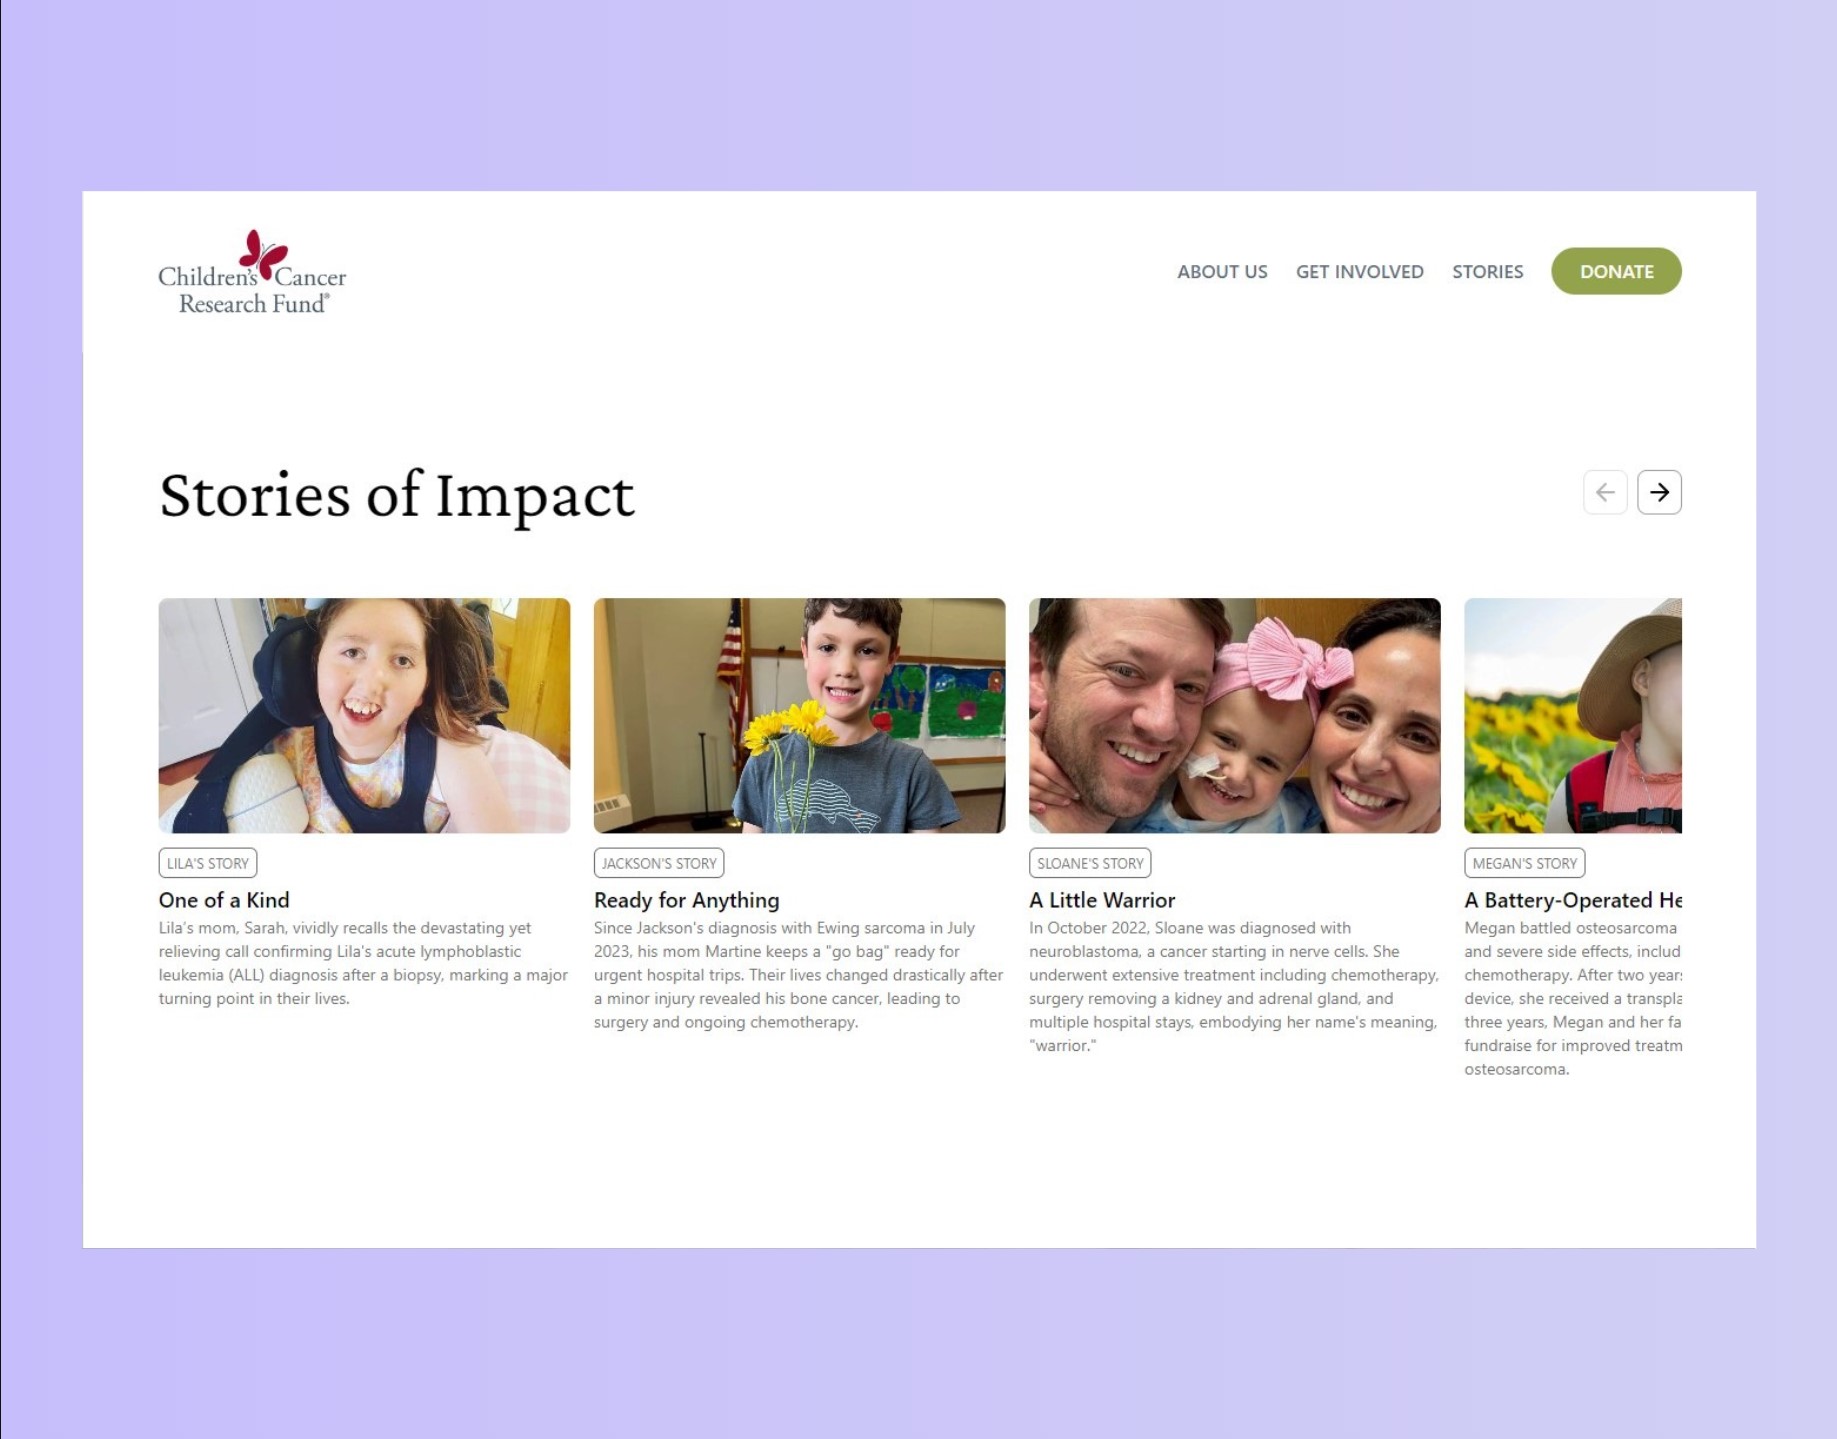 Children's Cancer
Research Fund®
ABOUT US
GET INVOLVED
STORIES
DONATE
Stories of Impact
LILA'S STORY
One of a Kind
Lila's mom, Sarah, vividly recalls the devastating yet
relieving call confirming Lila's acute lymphoblastic
leukemia (ALL) diagnosis after a biopsy, marking a major
turning point in their lives.
JACKSON'S STORY
Ready for Anything
Since Jackson's diagnosis with Ewing sarcoma in July
2023, his mom Martine keeps a "go bag" ready for
urgent hospital trips. Their lives changed drastically after
a minor injury revealed his bone cancer, leading to
surgery and ongoing chemotherapy.
SLOANE'S STORY
A Little Warrior
In October 2022, Sloane was diagnosed with
neuroblastoma, a cancer starting in nerve cells. She
underwent extensive treatment including chemotherapy,
surgery removing a kidney and adrenal gland, and
multiple hospital stays, embodying her name's meaning,
"warrior."
MEGAN'S STORY
A Battery-Operated He
Megan battled osteosarcoma
and severe side effects, includ
chemotherapy. After two years
device, she received a transpla
three years, Megan and her fa
fundraise for improved treatm
osteosarcoma.